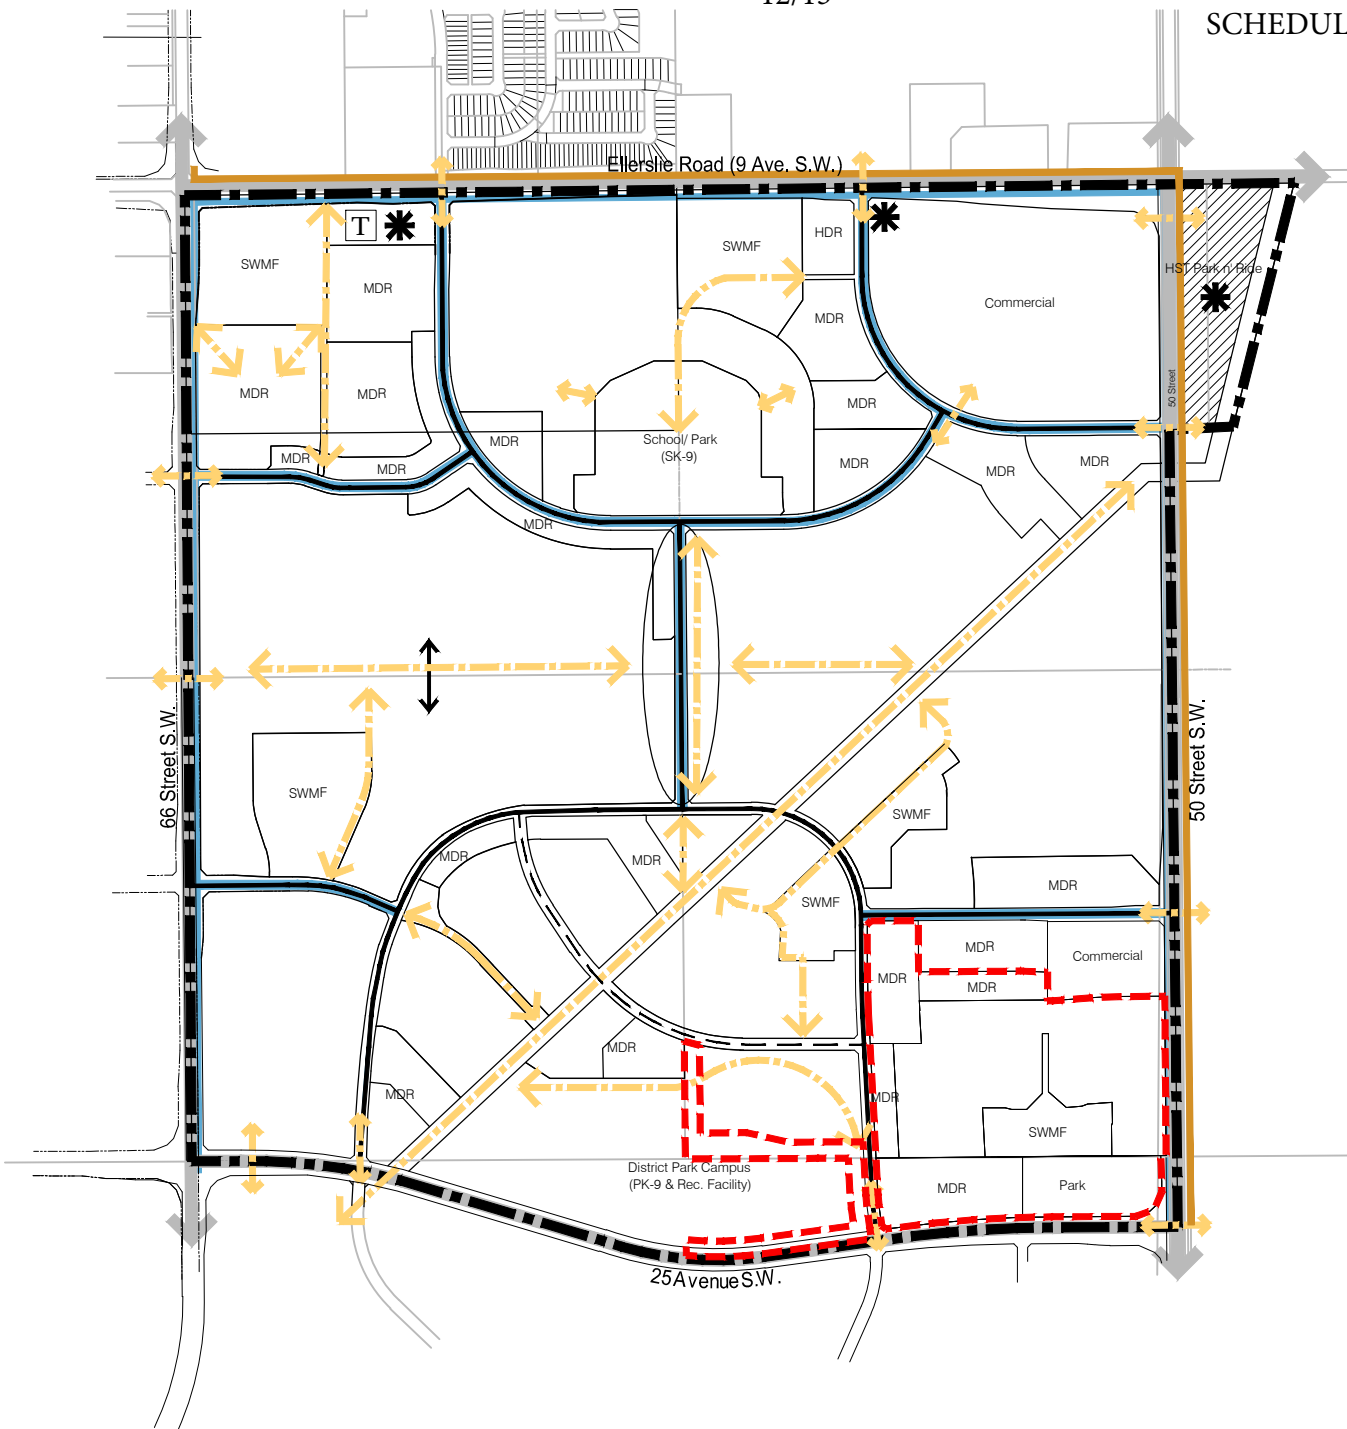 SCHEDUL
Ellerslie Road (9 Ave. S.W.)
T
SWMF
HDR
SWMF
HST Park n' Ride
MDR
Commercial
MDR
50 Street
MDR
MDR
MDR
MDR
School/ Park
(SK-9)
MDR
MDR
MDR
MDR
MDR
MDR
MDR
66 Street S.W.
50 Street S.W.
SWMF
SWMF
MDR
MDR
MDR
SWMF
MDR
Commercial
MDR
MDR
MDR
MDR
MDR
SWMF
District Park Campus
(PK-9 & Rec. Facility)
MDR
Park
25 Avenue S.W.